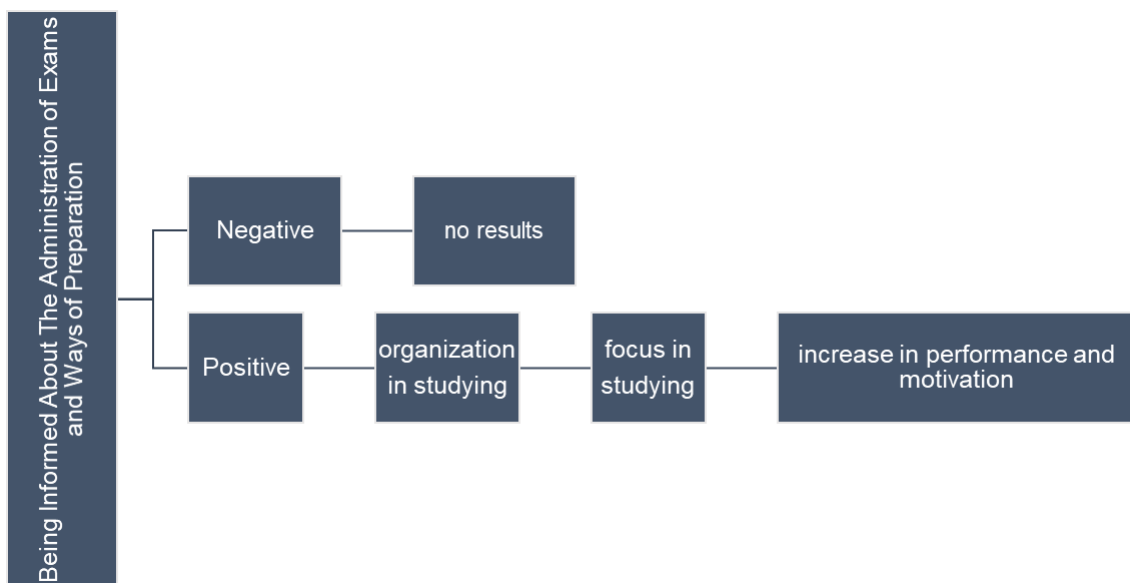 Being Informed About The Administration of Exams
and Ways of Preparation
Negative
no results
Positive
organization
in studying
focus in
studying
increase in performance and
motivation